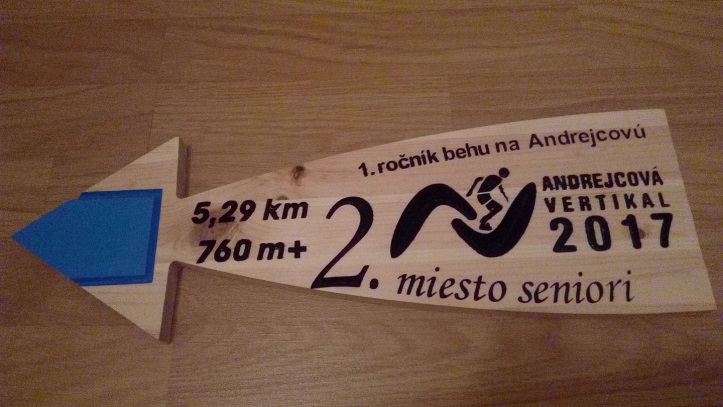 1. ročník behu na Andrejcovú
5,29 km
760 m+
2. miesto seniori
ANDREJCOVÁ
VERTIKAL
2017